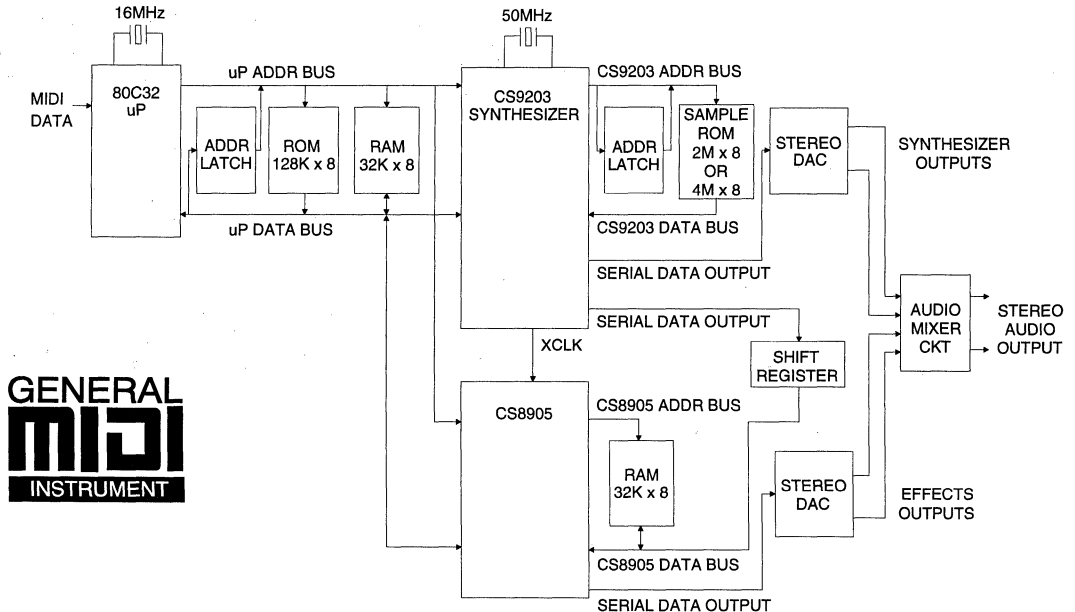 16MHz
50MHz
MIDI
DATA
80C32
uP
uP ADDR BUS
ADDR
LATCH
ROM
128K x 8
RAM
32K x 8
uP DATA BUS
CS9203
SYNTHESIZER
CS9203 ADDR BUS
ADDR
LATCH
SAMPLE
ROM
2M x 8
OR
4M x 8
CS9203 DATA BUS
STEREO
DAC
SYNTHESIZER
OUTPUTS
SERIAL DATA OUTPUT
SERIAL DATA OUTPUT
XCLK
SHIFT
REGISTER
AUDIO
MIXER
CKT
STEREO
AUDIO
OUTPUT
GENERAL
MIDI
INSTRUMENT
CS8905
CS8905 ADDR BUS
RAM
32K x 8
CS8905 DATA BUS
STEREO
DAC
EFFECTS
OUTPUTS
SERIAL DATA OUTPUT